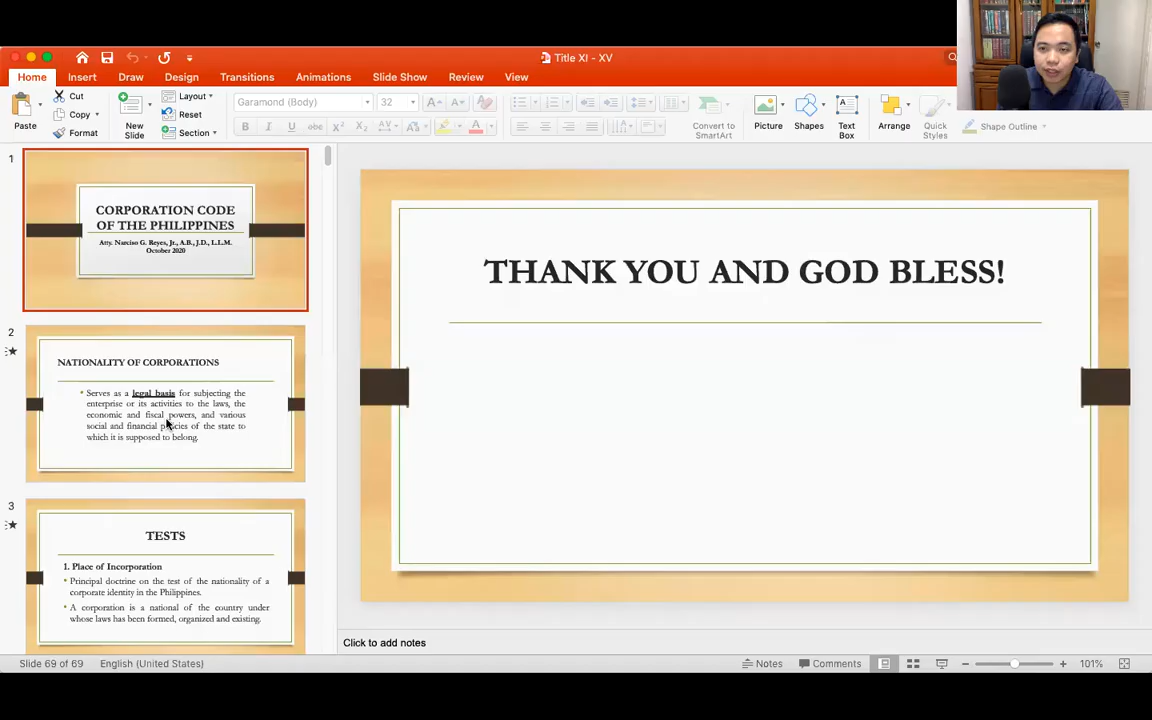 Title XI - XV
Home Insert Draw Design Transitions Animations Slide Show Review View
Paste
Cut
Copy
Format
New
Slide
Layout
Reset
Section
Garamond (Body) 32
Convert to
SmartArt
Picture
Shapes
Text
Box
Arrange
Quick
Styles
Shape Outline
1
CORPORATION CODE
OF THE PHILIPPINES
Atty. Narciso G. Reyes, Jr., A.B., J.D., L.L.M.
October 2020
2
NATIONALITY OF CORPORATIONS
• Serves as a legal basis for subjecting the
enterprise or its activities to the laws, the
economic and fiscal powers, and various
social and financial policies of the state to
which it is supposed to belong.
3
TESTS
1. Place of Incorporation
• Principal doctrine on the test of the nationality of a
corporate identity in the Philippines.
• A corporation is a national of the country under
whose laws has been formed, organized and existing.
THANK YOU AND GOD BLESS!
Click to add notes
Slide 69 of 69 English (United States) Notes Comments 101%